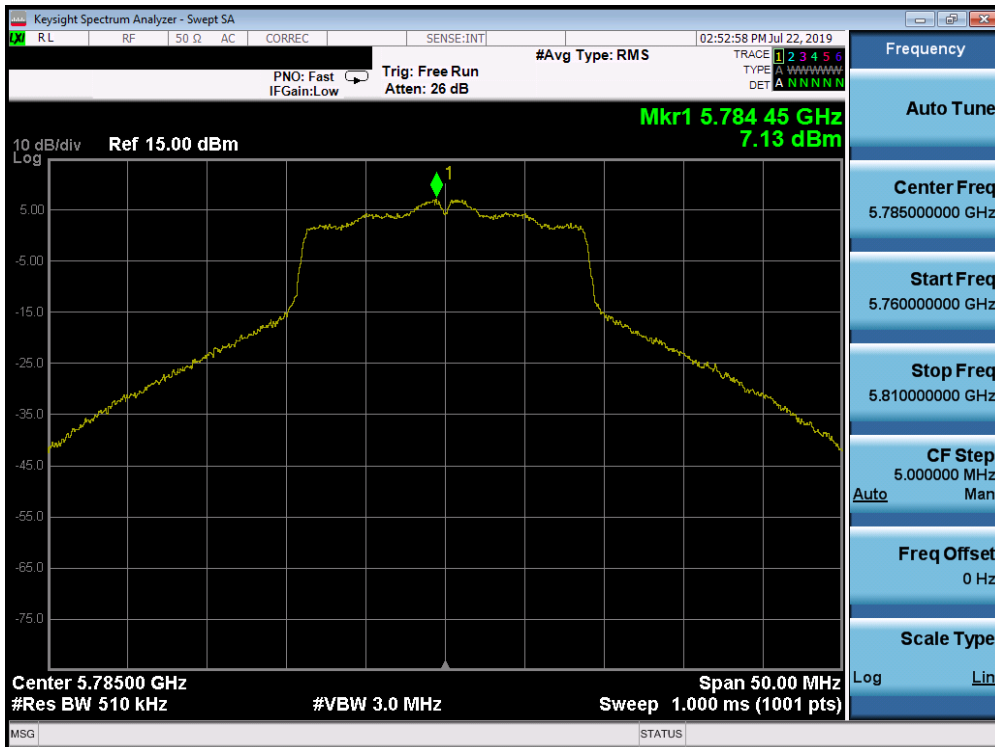 Keysight Spectrum Analyzer - Swept SA
LXI RL RF 50 Ω AC CORREC SENSE:INT 02:52:58 PM Jul 22, 2019
PNO: Fast
IFGain:Low
Trig: Free Run
Atten: 26 dB
#Avg Type: RMS
TRACE 1 2 3 4 5 6
TYPE A WWWWW
DET A N N N N N
Mkr1 5.784 45 GHz
7.13 dBm
10 dB/div Ref 15.00 dBm
Log
1
5.00
-5.00
-15.0
-25.0
-35.0
-45.0
-55.0
-65.0
-75.0
Center 5.78500 GHz Span 50.00 MHz
#Res BW 510 kHz #VBW 3.0 MHz Sweep 1.000 ms (1001 pts)
MSG STATUS
Frequency
Auto Tune
Center Freq
5.785000000 GHz
Start Freq
5.760000000 GHz
Stop Freq
5.810000000 GHz
CF Step
5.000000 MHz
Auto Man
Freq Offset
0 Hz
Scale Type
Log Lin